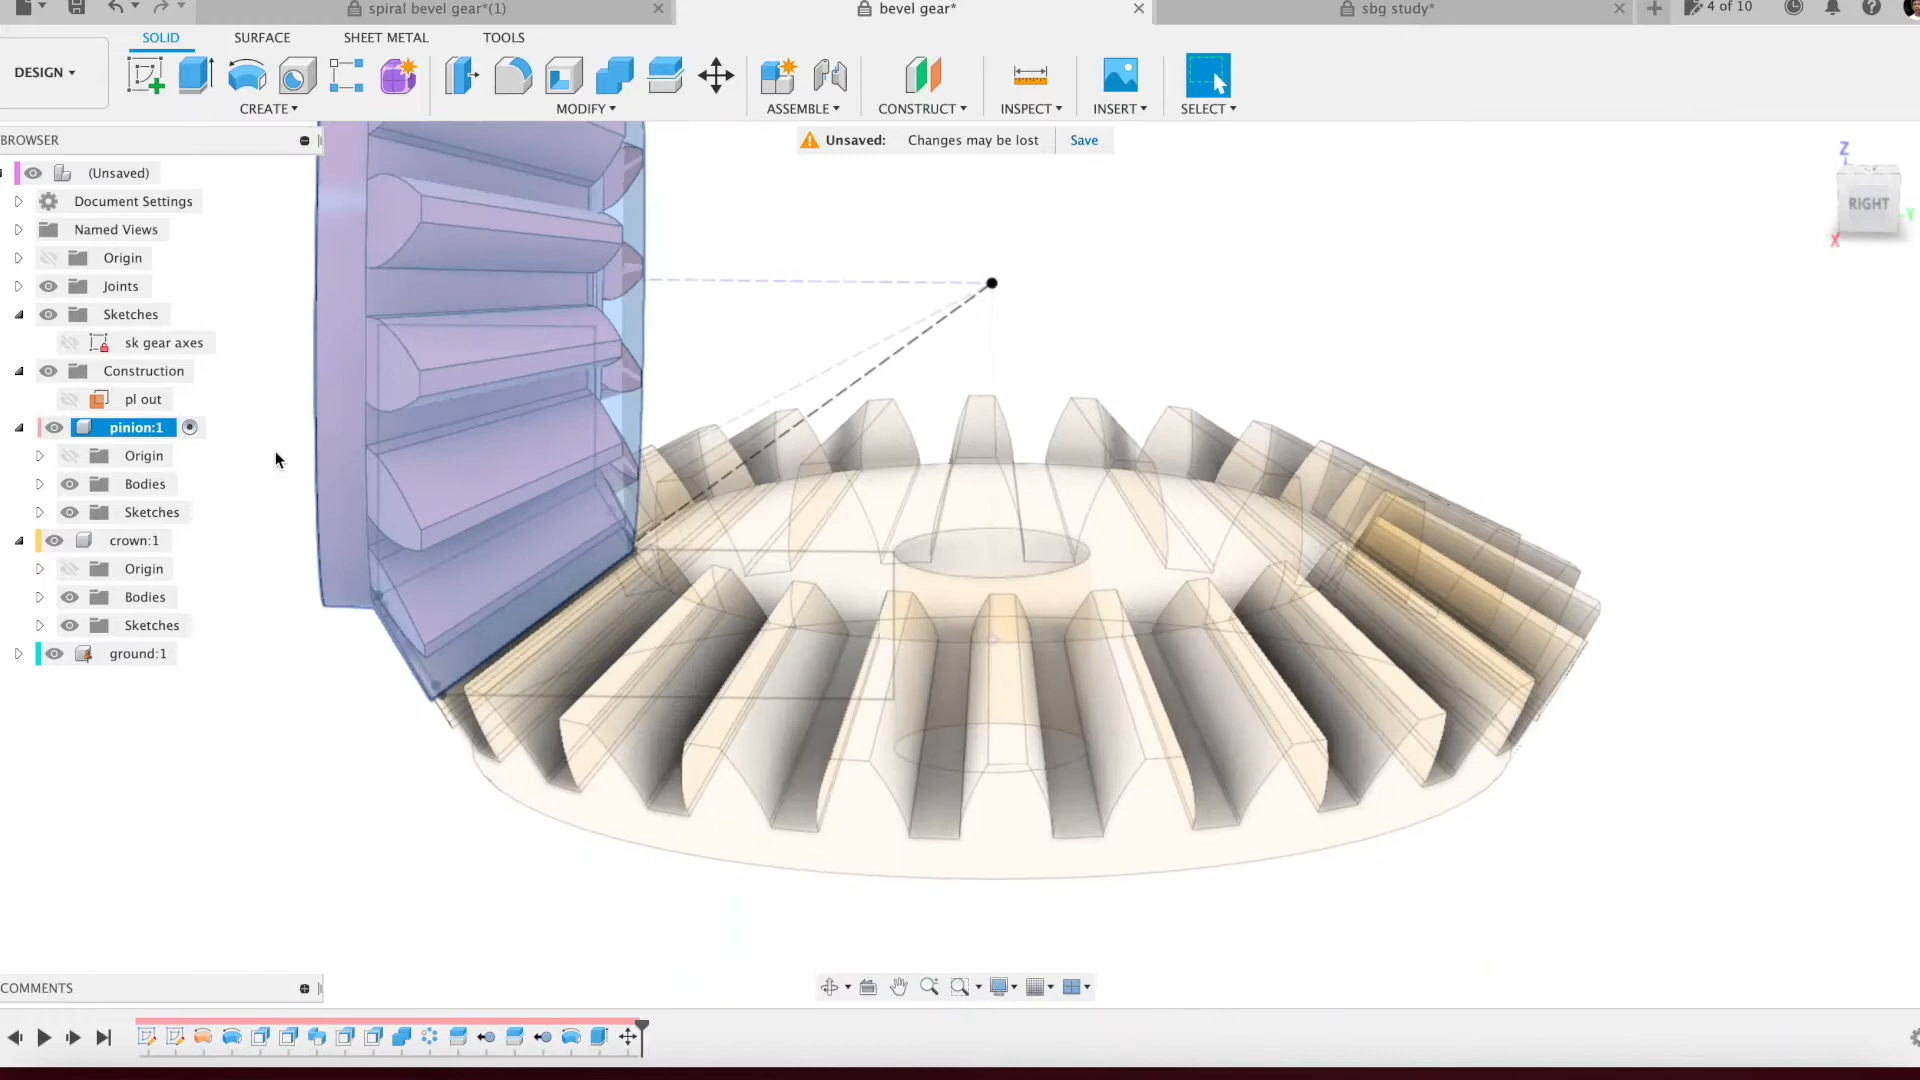 spiral bevel gear*(1)
bevel gear*
sbg study*
4 of 10
SOLID
SURFACE
SHEET METAL
TOOLS
DESIGN
CREATE
MODIFY
ASSEMBLE
CONSTRUCT
INSPECT
INSERT
SELECT
BROWSER
Unsaved: Changes may be lost
Save
(Unsaved)
Document Settings
Named Views
Origin
Joints
Sketches
sk gear axes
Construction
pl out
pinion:1
Origin
Bodies
Sketches
crown:1
Origin
Bodies
Sketches
ground:1
Z
RIGHT
Y
X
COMMENTS